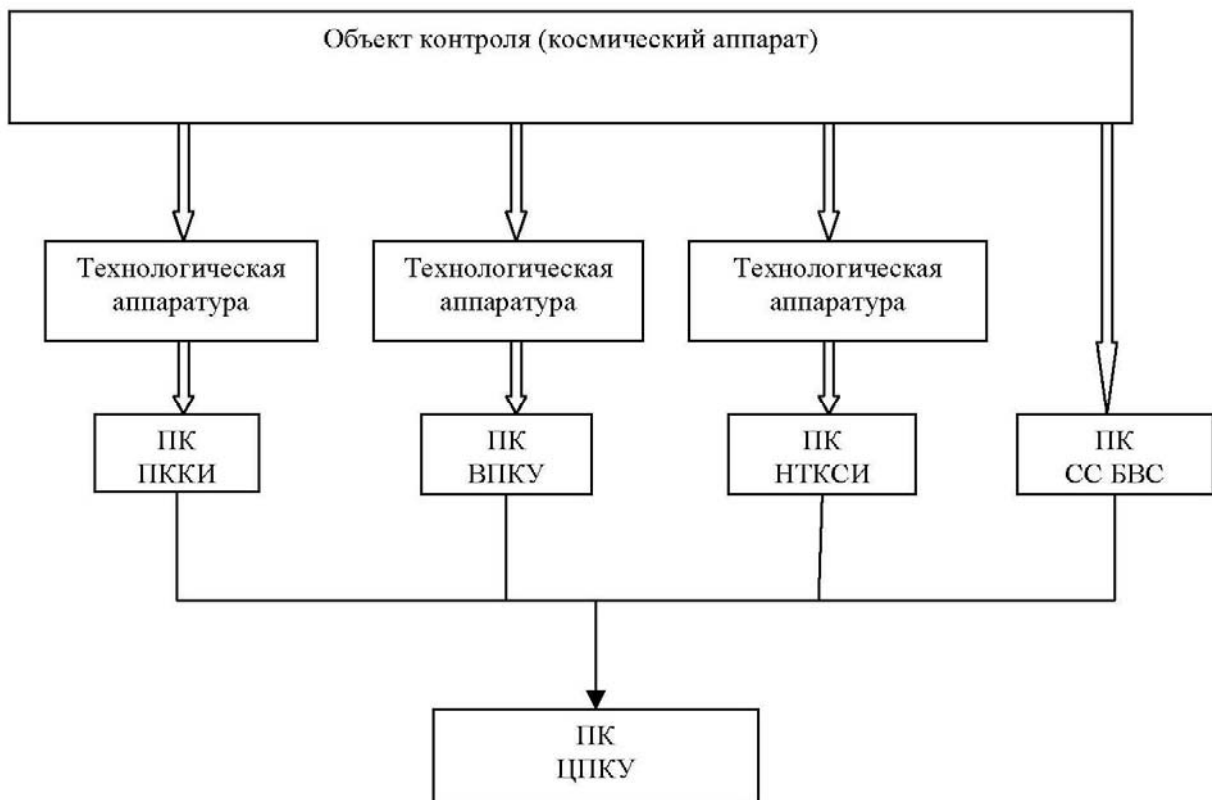 Объект контроля (космический аппарат)
Технологическая
аппаратура
Технологическая
аппаратура
Технологическая
аппаратура
ПК
ПККИ
ПК
ВПКУ
ПК
НТКСИ
ПК
СС БВС
ПК
ЦПКУ